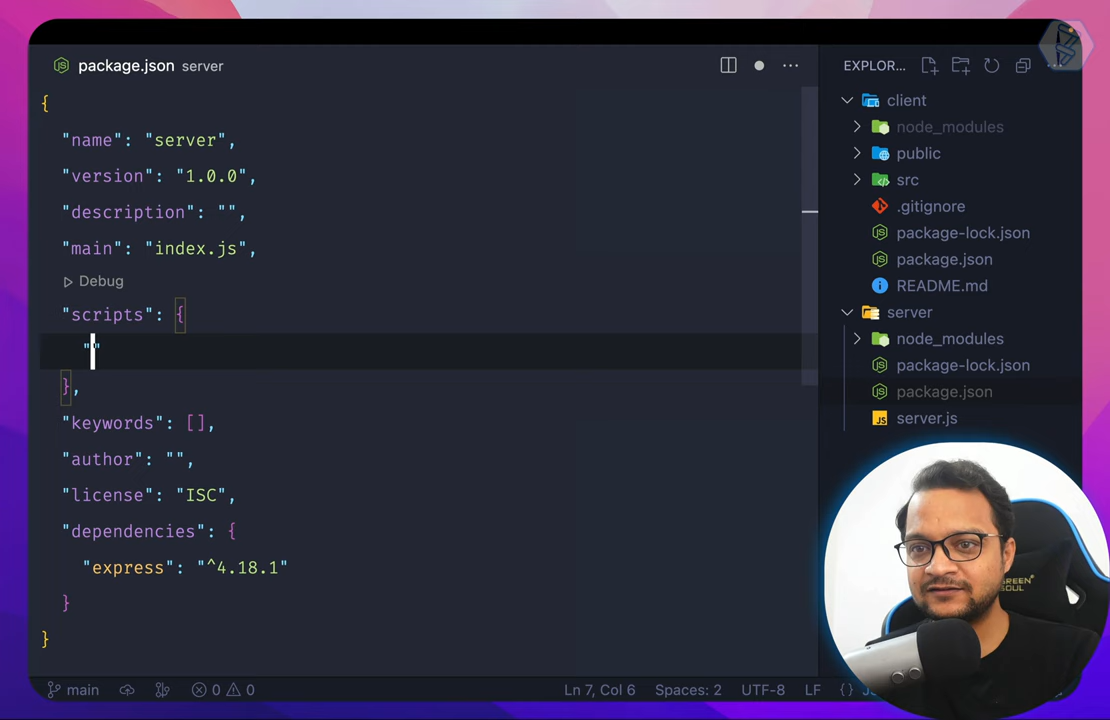 package.json server
EXPLOR...
{
"name": "server",
"version": "1.0.0",
"description": "",
"main": "index.js",
Debug
"scripts": {
""
},
"keywords": [],
"author": "",
"license": "ISC",
"dependencies": {
"express": "^4.18.1"
}
}
client
node_modules
public
src
.gitignore
package-lock.json
package.json
README.md
server
node_modules
package-lock.json
package.json
JS server.js
GREEN
SOUL
main
0
0
Ln 7, Col 6
Spaces: 2
UTF-8
LF
{}